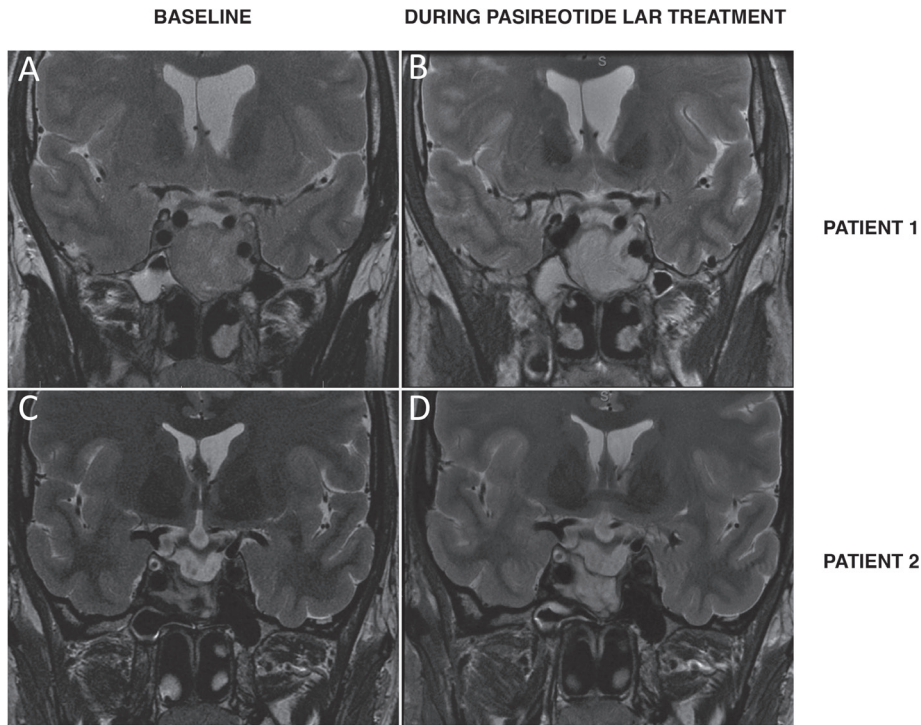 BASELINE
DURING PASIREOTIDE LAR TREATMENT
A
B
S
PATIENT 1
C
D
S
PATIENT 2